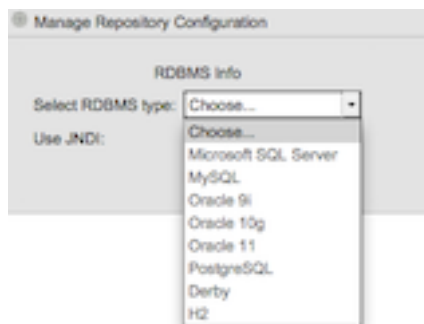 Manage Repository Configuration
RDBMS Info
Select RDBMS type: Choose...
Use JNDI:
Choose...
Microsoft SQL Server
MySQL
Oracle 9i
Oracle 10g
Oracle 11
PostgreSQL
Derby
H2